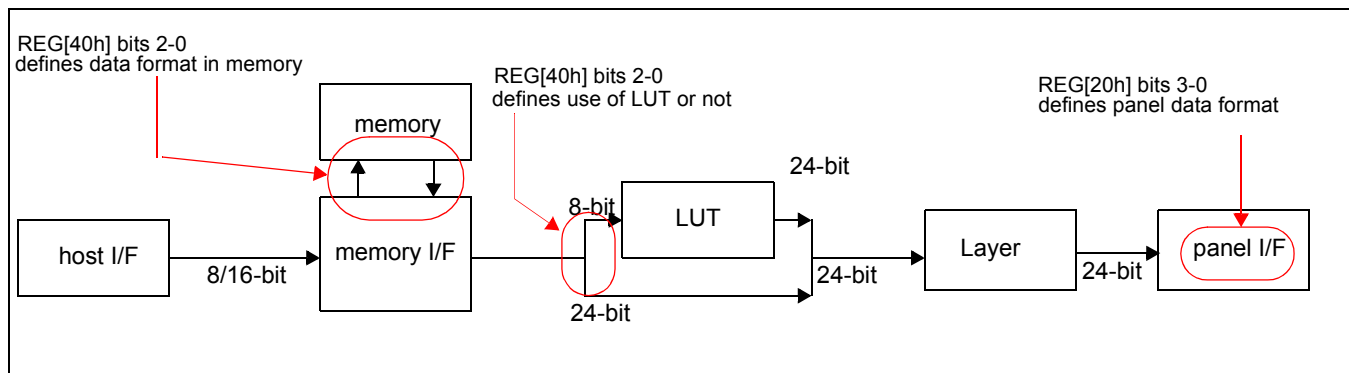 REG[40h] bits 2-0
defines data format in memory
REG[40h] bits 2-0
defines use of LUT or not
REG[20h] bits 3-0
defines panel data format
memory
24-bit
8-bit
LUT
host I/F
memory I/F
Layer
panel I/F
8/16-bit
24-bit
24-bit
24-bit